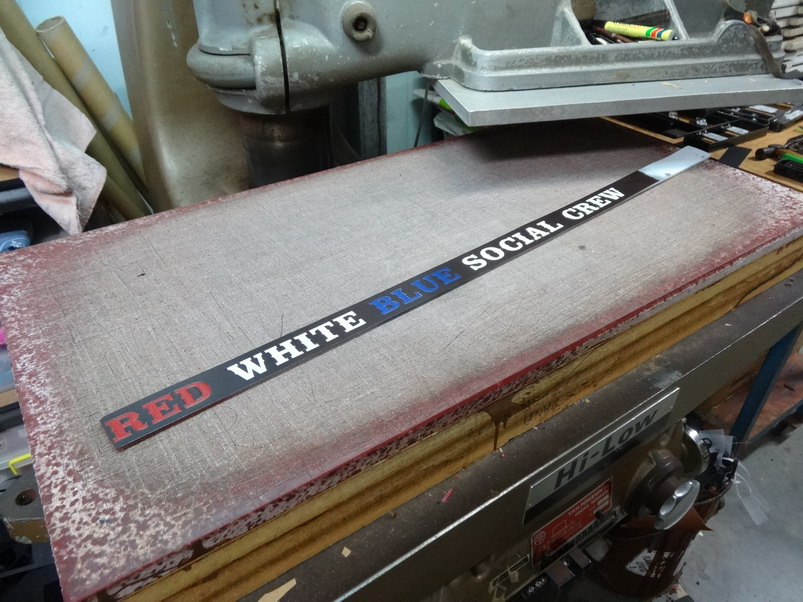 RED WHITE BLUE SOCIAL CREW
Hi-Low